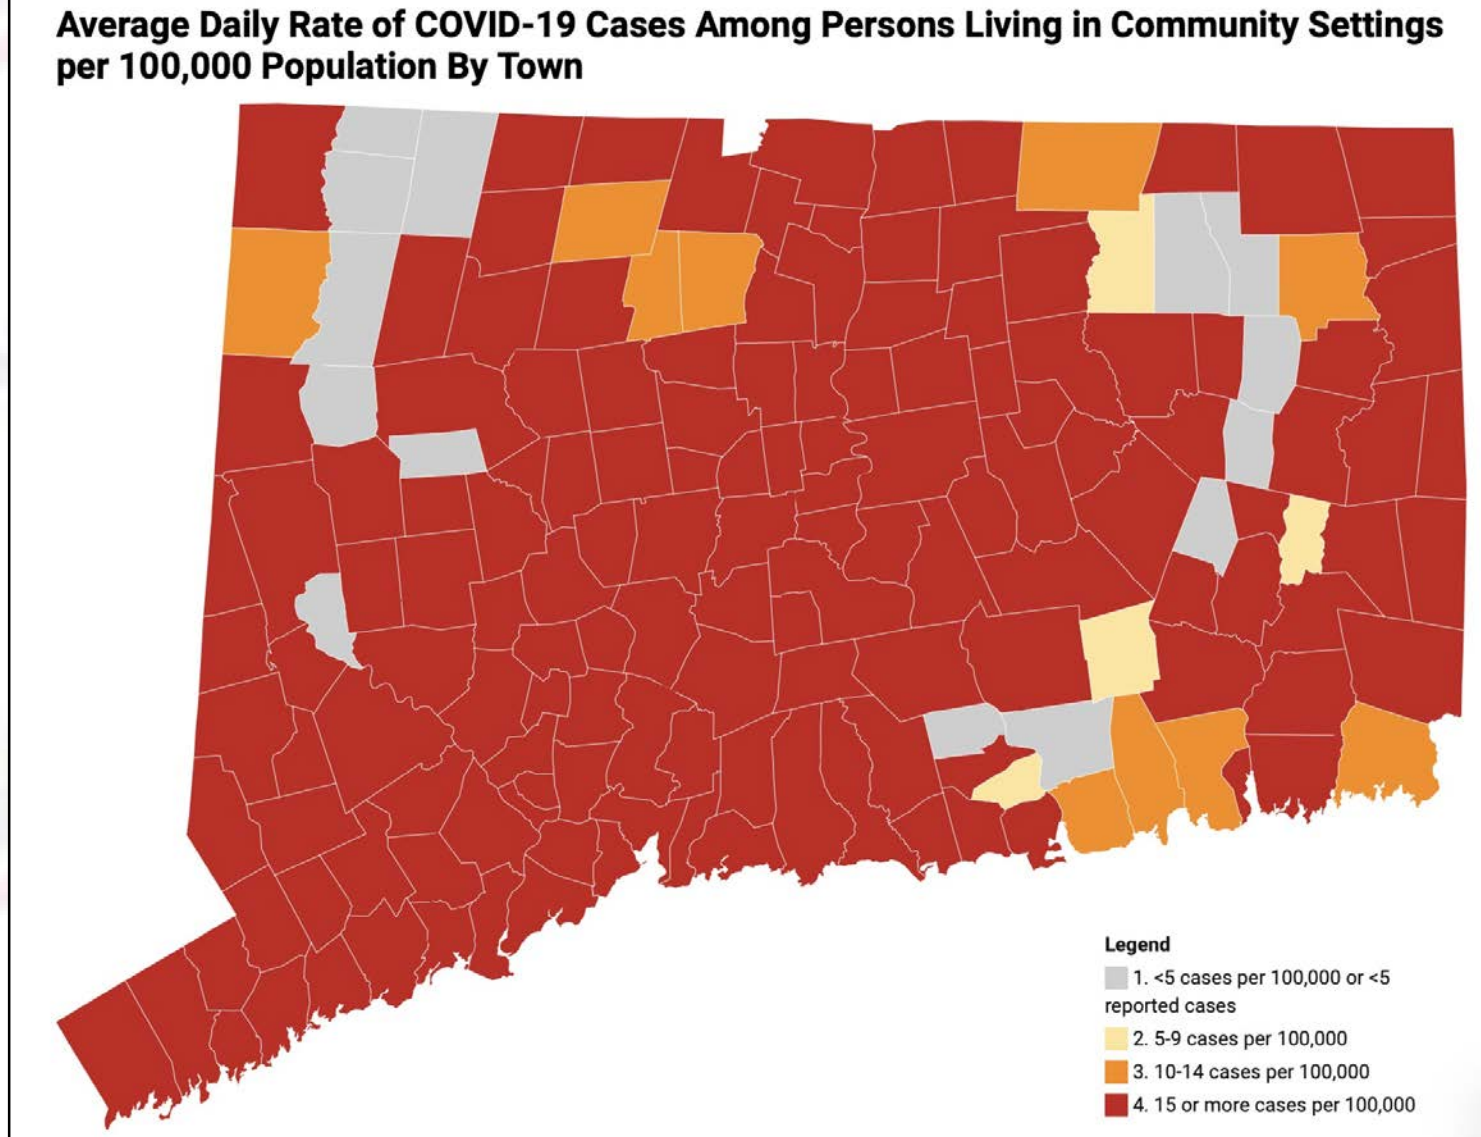 Average Daily Rate of COVID-19 Cases Among Persons Living in Community Settings
per 100,000 Population By Town
Legend
1. <5 cases per 100,000 or <5
reported cases
2. 5-9 cases per 100,000
3. 10-14 cases per 100,000
4. 15 or more cases per 100,000